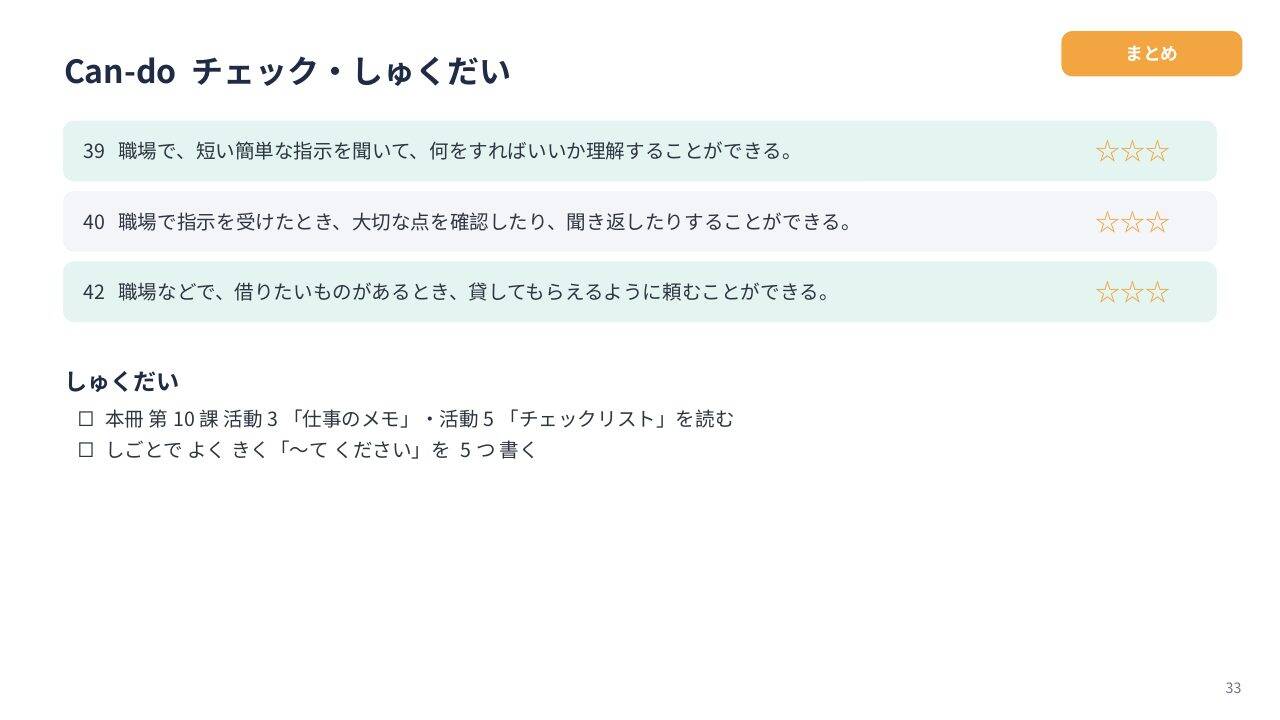 まとめ
Can-do チェック・しゅくだい
39 職場で、短い簡単な指示を聞いて、何をすればいいか理解することができる。 ☆☆☆
40 職場で指示を受けたとき、大切な点を確認したり、聞き返したりすることができる。 ☆☆☆
42 職場などで、借りたいものがあるとき、貸してもらえるように頼むことができる。 ☆☆☆
しゅくだい
☐ 本冊 第 10 課 活動 3 「仕事のメモ」・活動 5 「チェックリスト」を読む
☐ しごとで よく きく「～て ください」を 5 つ 書く
33